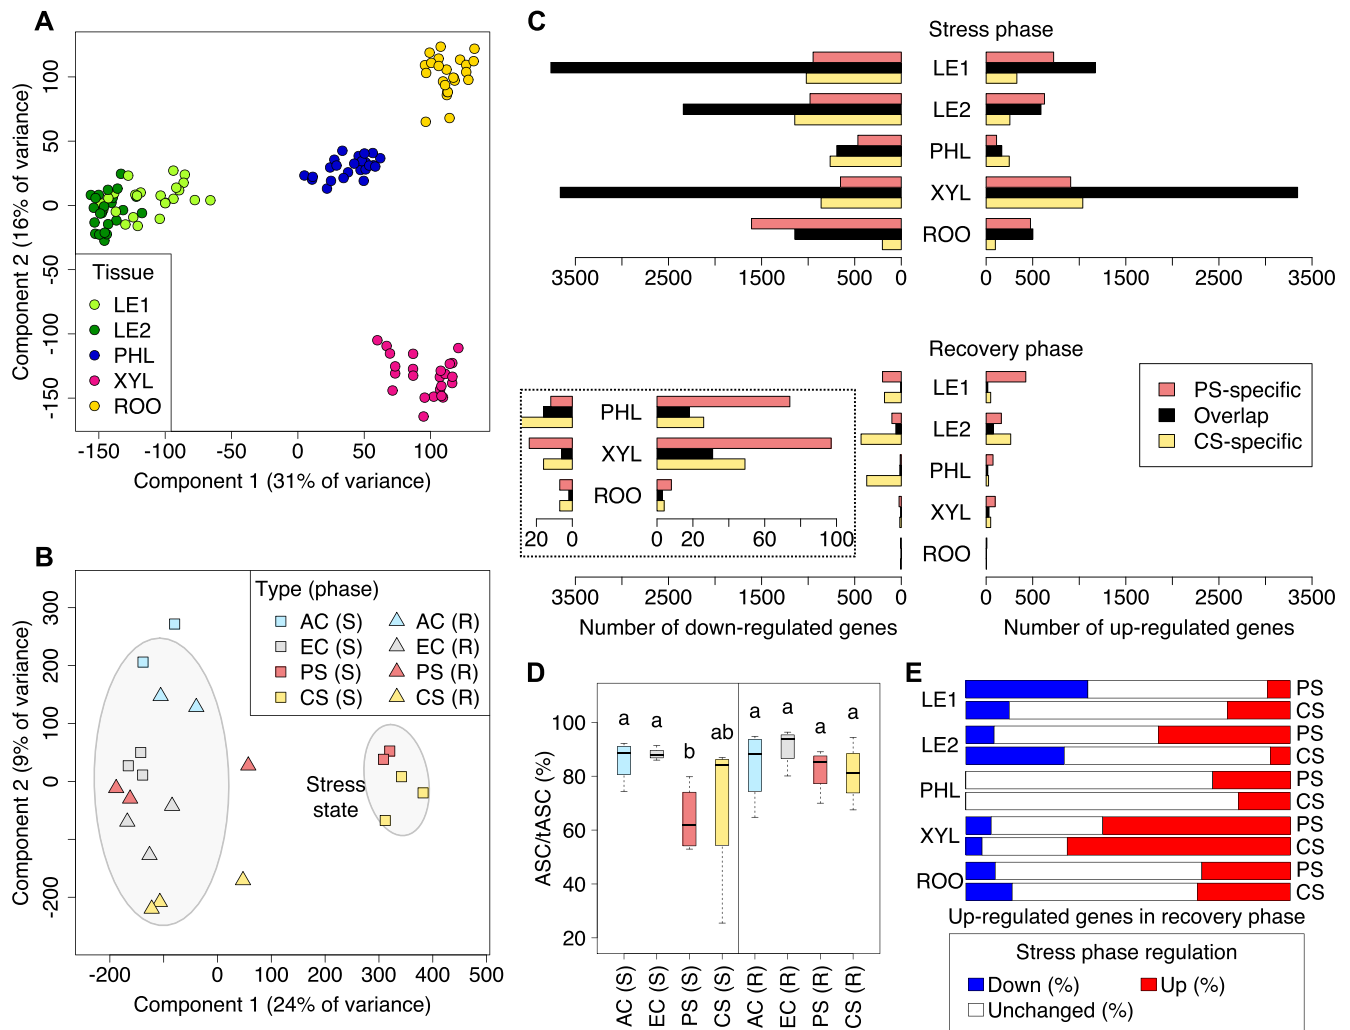 A
Component 2 (16% of variance)
100
50
0
-50
-100
-150
Tissue
LE1
LE2
PHL
XYL
ROO
-150
-100
-50
0
50
100
Component 1 (31% of variance)
B
Component 2 (9% of variance)
300
200
100
0
-200
Type (phase)
AC (S)
AC (R)
EC (S)
EC (R)
PS (S)
PS (R)
CS (S)
CS (R)
Stress
state
-200
0
100
200
300
400
500
Component 1 (24% of variance)
C
Stress phase
LE1
LE2
PHL
XYL
ROO
3500
2500
1500
500
0
0
500
1500
2500
3500
Recovery phase
LE1
LE2
PHL
XYL
ROO
PHL
XYL
ROO
20
0
0
20
60
100
PS-specific
Overlap
CS-specific
3500
2500
1500
500
0
0
500
1500
2500
3500
Number of down-regulated genes
Number of up-regulated genes
D
ASC/tASC (%)
100
80
60
40
20
a
a
b
ab
a
a
a
a
AC (S)
EC (S)
PS (S)
CS (S)
AC (R)
EC (R)
PS (R)
CS (R)
E
LE1
PS
CS
LE2
PS
CS
PHL
PS
CS
XYL
PS
CS
ROO
PS
CS
Up-regulated genes in recovery phase
Stress phase regulation
Down (%)
Up (%)
Unchanged (%)